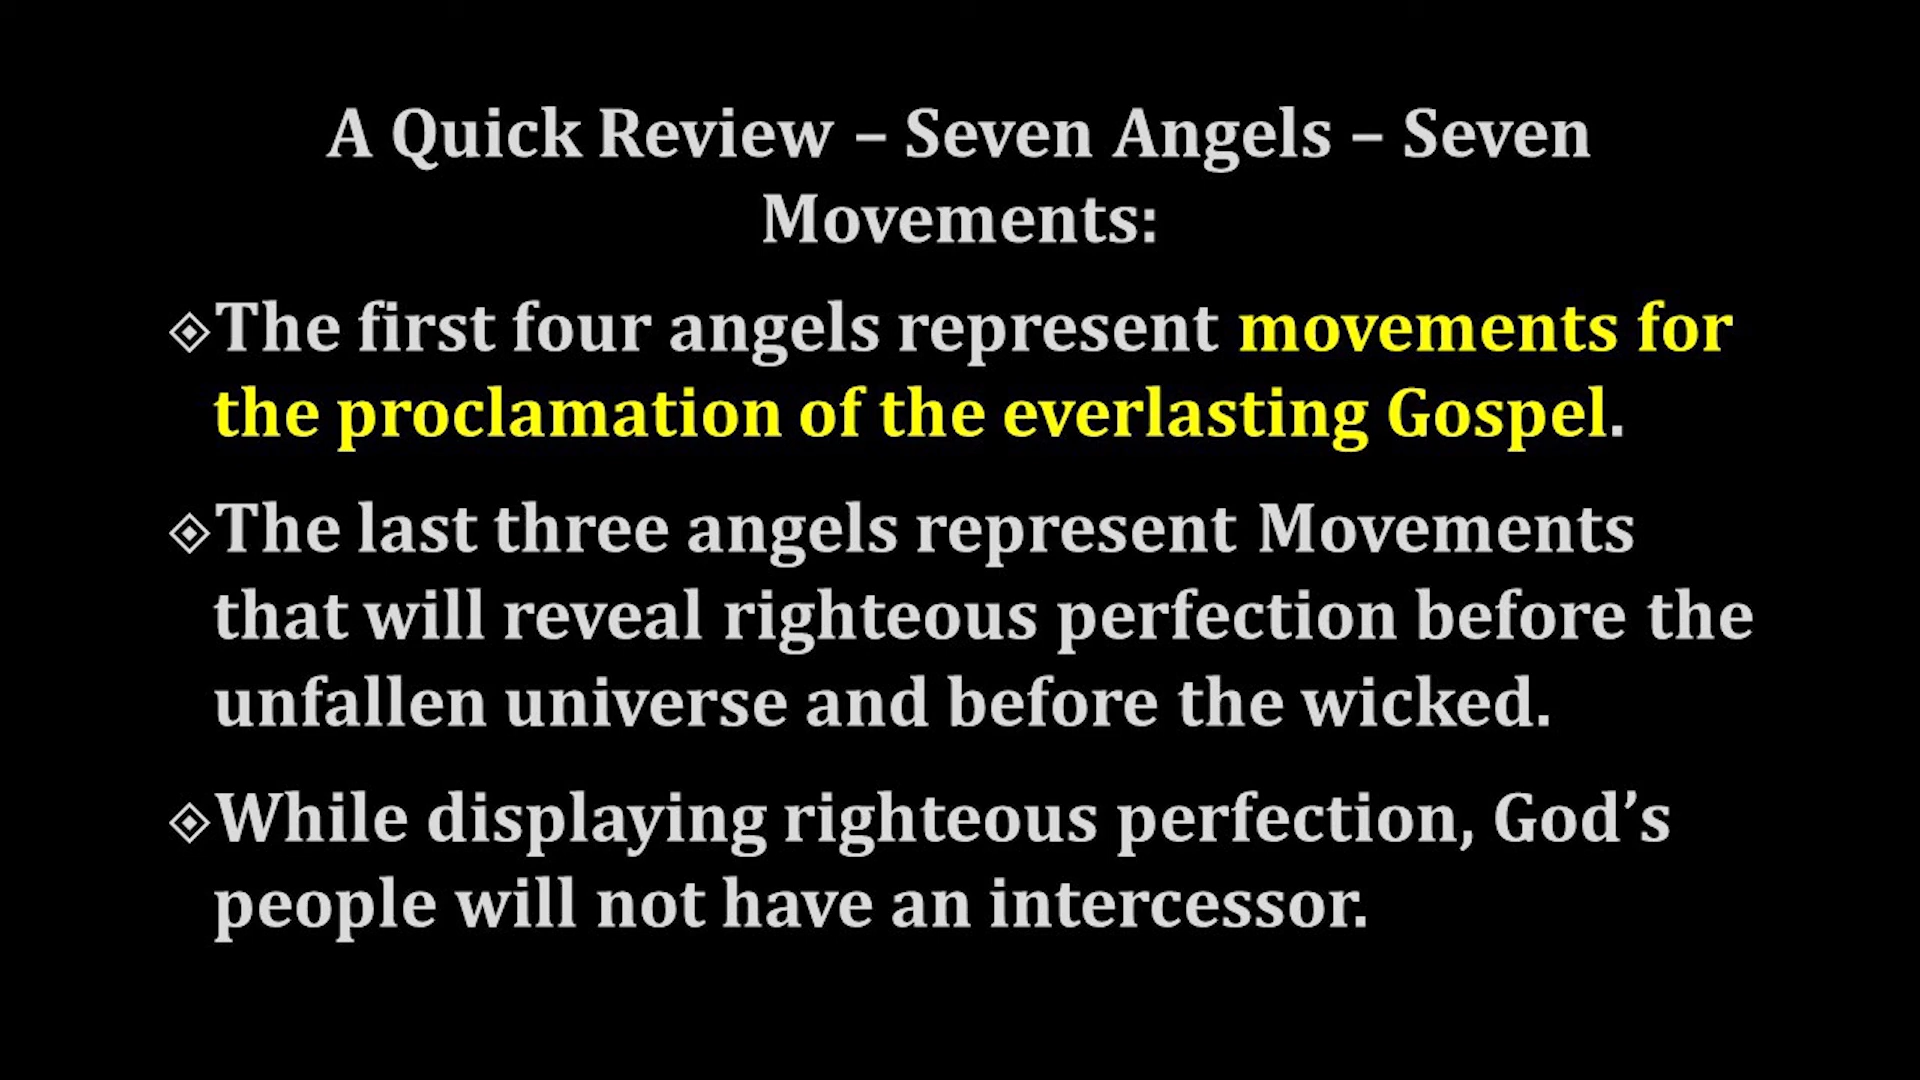 A Quick Review – Seven Angels – Seven
Movements:
◈The first four angels represent movements for
the proclamation of the everlasting Gospel.
◈The last three angels represent Movements
that will reveal righteous perfection before the
unfallen universe and before the wicked.
◈While displaying righteous perfection, God’s
people will not have an intercessor.